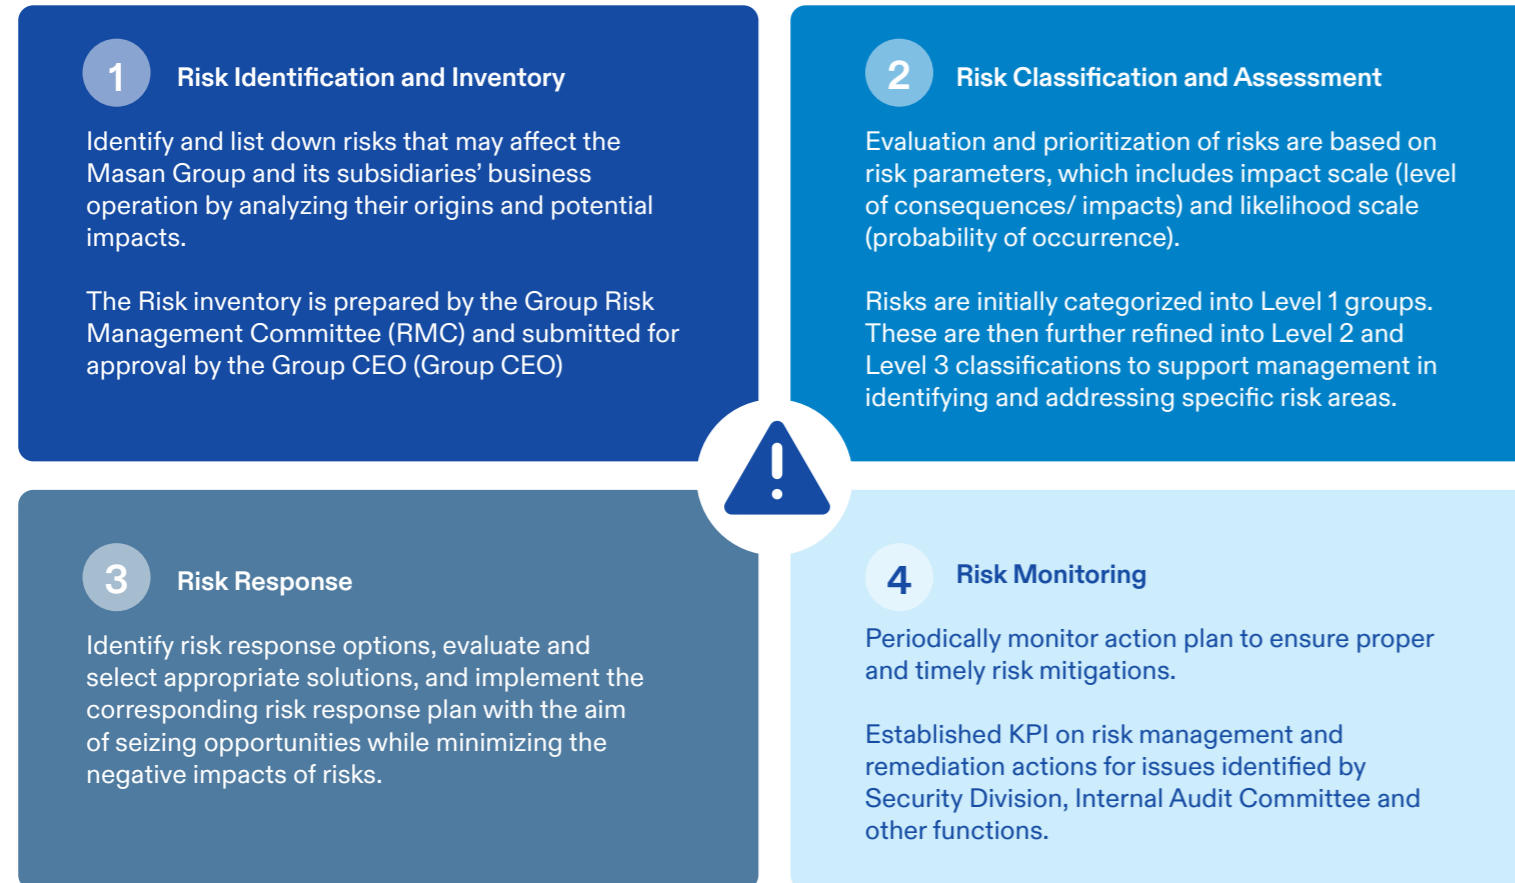 1
Risk Identification and Inventory
Identify and list down risks that may affect the
Masan Group and its subsidiaries’ business
operation by analyzing their origins and potential
impacts.
The Risk inventory is prepared by the Group Risk
Management Committee (RMC) and submitted for
approval by the Group CEO (Group CEO)
2
Risk Classification and Assessment
Evaluation and prioritization of risks are based on
risk parameters, which includes impact scale (level
of consequences/ impacts) and likelihood scale
(probability of occurrence).
Risks are initially categorized into Level 1 groups.
These are then further refined into Level 2 and
Level 3 classifications to support management in
identifying and addressing specific risk areas.
3
Risk Response
Identify risk response options, evaluate and
select appropriate solutions, and implement the
corresponding risk response plan with the aim
of seizing opportunities while minimizing the
negative impacts of risks.
4
Risk Monitoring
Periodically monitor action plan to ensure proper
and timely risk mitigations.
Established KPI on risk management and
remediation actions for issues identified by
Security Division, Internal Audit Committee and
other functions.